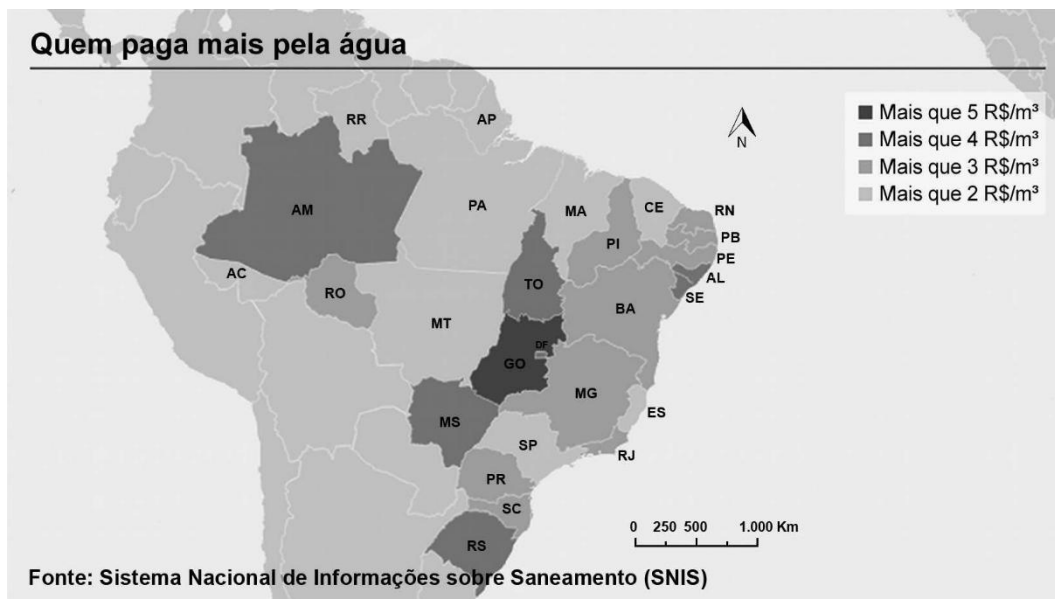 Quem paga mais pela água
Mais que 5 R$/m³
Mais que 4 R$/m³
Mais que 3 R$/m³
Mais que 2 R$/m³
N
RR
AP
AM
PA
MA
CE
RN
PB
PI
PE
AL
AC
RO
TO
SE
BA
MT
DF
GO
MG
MS
ES
SP
RJ
PR
SC
RS
0 250 500 1.000 Km
Fonte: Sistema Nacional de Informações sobre Saneamento (SNIS)